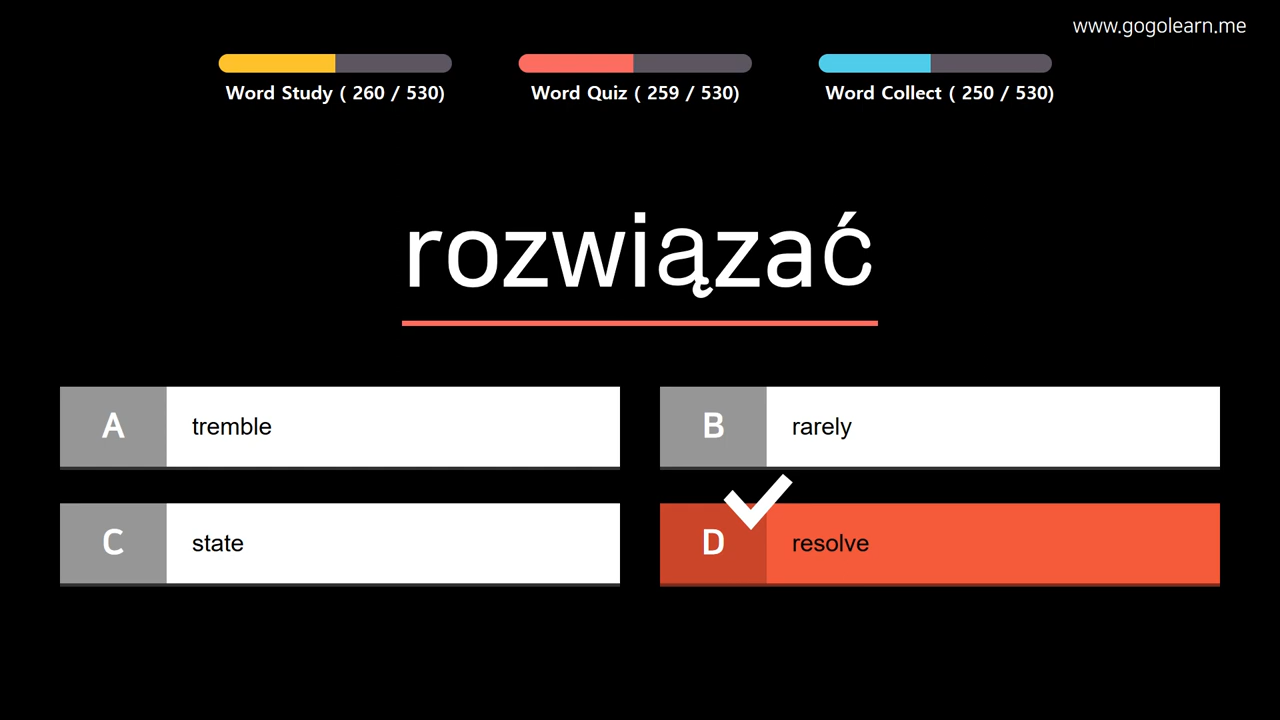 www.gogolearn.me
Word Study ( 260 / 530)
Word Quiz ( 259 / 530)
Word Collect ( 250 / 530)
rozwiązać
A tremble
B rarely
C state
D resolve